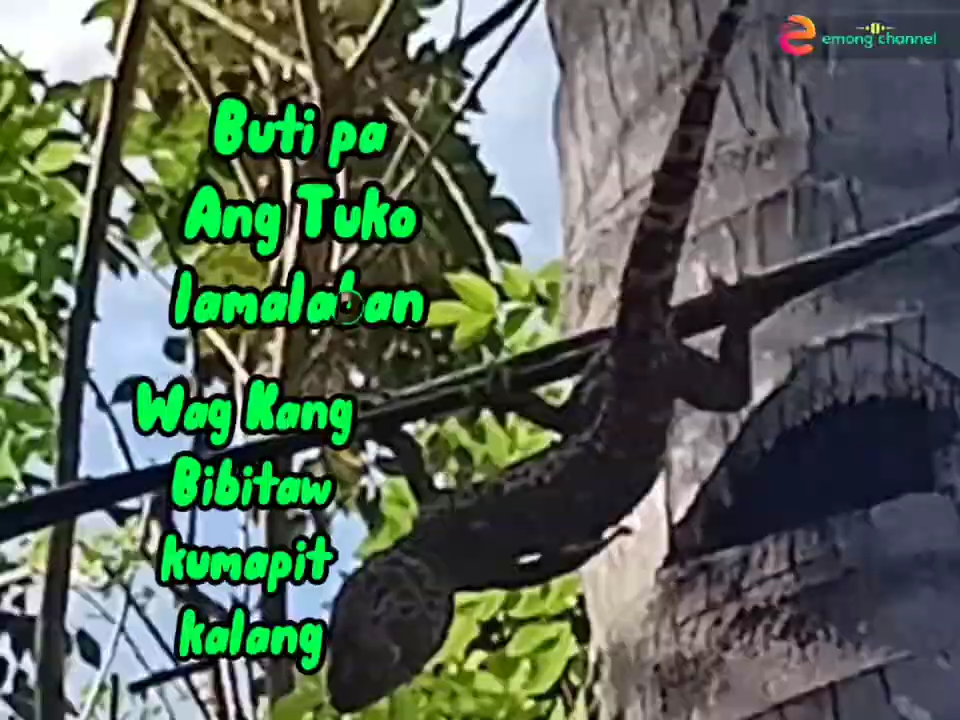 emong channel
Buti pa
Ang Tuko
lamalaban
Wag Kang
Bibitaw
kumapit
kalang